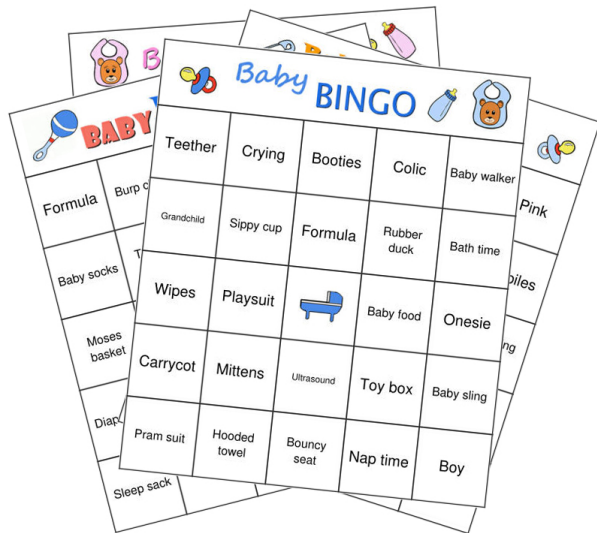 Baby BINGO
Teether Crying Booties Colic Baby walker
Grandchild Sippy cup Formula Rubber
duck Bath time
Wipes Playsuit Baby food Onesie
Carrycot Mittens Ultrasound Toy box Baby sling
Pram suit Hooded
towel Bouncy
seat Nap time Boy
BABY
Formula Burp
Baby socks
Moses
basket
Sleep sack
Pink